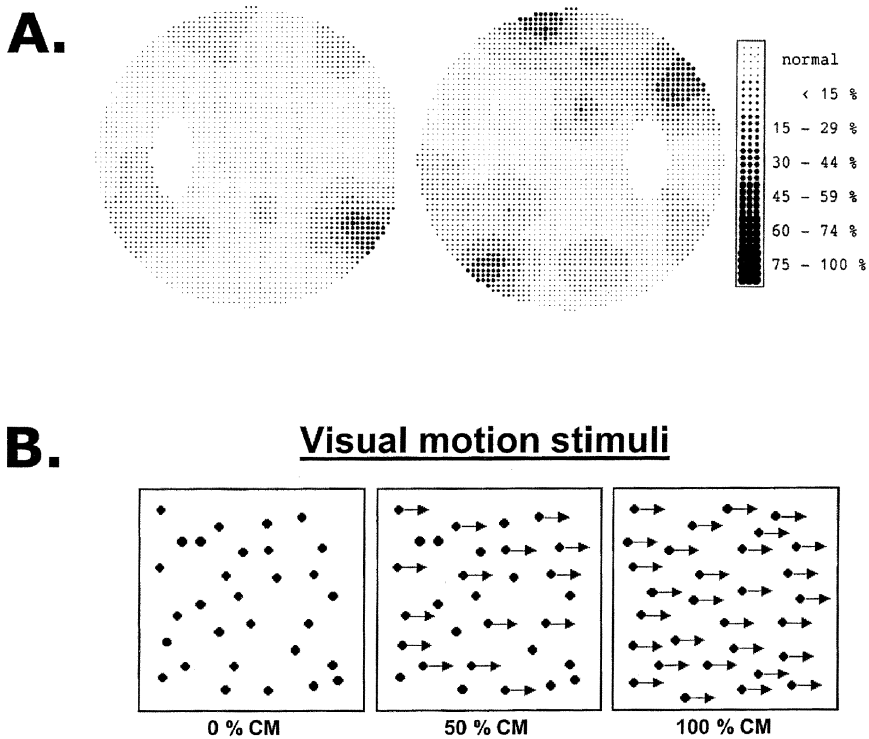 A.
normal
< 15 %
15 - 29 %
30 - 44 %
45 - 59 %
60 - 74 %
75 - 100 %
B.
Visual motion stimuli
0 % CM
50 % CM
100 % CM